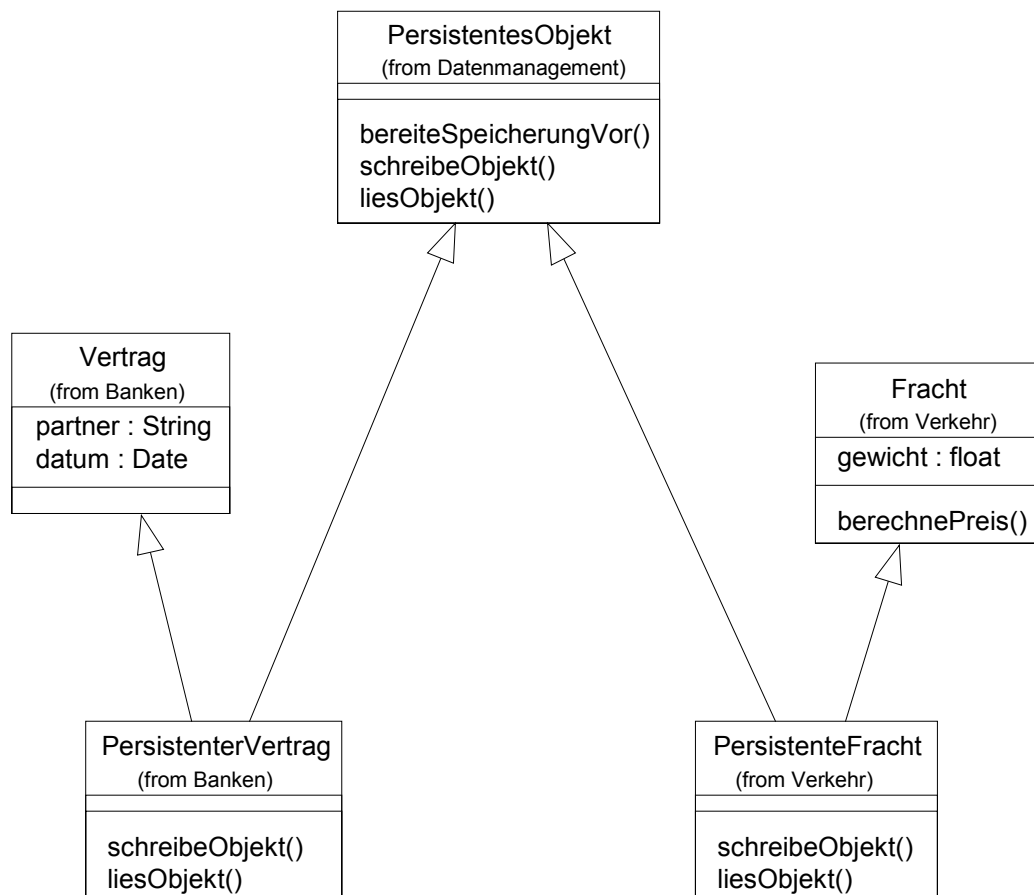 PersistentesObjekt
(from Datenmanagement)
bereiteSpeicherungVor()
schreibeObjekt()
liesObjekt()
Vertrag
(from Banken)
partner : String
datum : Date
Fracht
(from Verkehr)
gewicht : float
berechnePreis()
PersistenterVertrag
(from Banken)
schreibeObjekt()
liesObjekt()
PersistenteFracht
(from Verkehr)
schreibeObjekt()
liesObjekt()